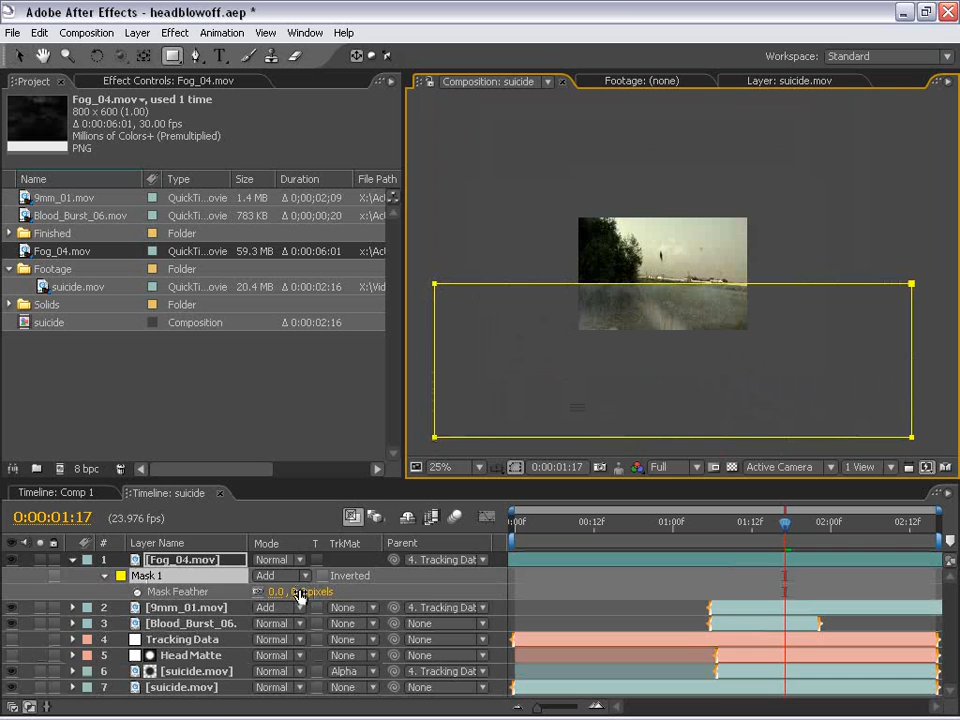 Adobe After Effects - headblowoff.aep *
File Edit Composition Layer Effect Animation View Window Help
Workspace: Standard
Project × Effect Controls: Fog_04.mov
Composition: suicide Footage: (none) Layer: suicide.mov
Fog_04.mov, used 1 time
800 x 600 (1.00)
Δ 0:00:06:01, 30.00 fps
Millions of Colors+ (Premultiplied)
PNG
Name Type Size Duration File Path
9mm_01.mov QuickTi...ovie 1.4 MB Δ 0;00;02;09 x:\Ac
Blood_Burst_06.mov QuickTi...ovie 783 KB Δ 0:00:00:20 x:\Ac
Finished Folder
Fog_04.mov QuickTi...ovie 59.3 MB Δ 0:00:06:01 x:\Ac
Footage Folder
suicide.mov QuickTi...ovie 20.4 MB Δ 0:00:02:16 X:\Vid
Solids Folder
suicide Composition Δ 0:00:02:16
8 bpc
25% 0:00:01:17 Full Active Camera 1 View
Timeline: Comp 1 Timeline: suicide ×
0:00:01:17 (23.976 fps)
# Layer Name Mode T TrkMat Parent
:00f 00:12f 01:00f 01:12f 02:00f 02:12f
1 [Fog_04.mov] Normal 4. Tracking Dat
Mask 1 Add Inverted
Mask Feather 0.0, pixels
2 [9mm_01.mov] Add None 4. Tracking Dat
3 [Blood_Burst_06. Normal None None
4 Tracking Data Normal None None
5 Head Matte Normal None None
6 [suicide.mov] Normal Alpha 4. Tracking Dat
7 [suicide.mov] Normal None None